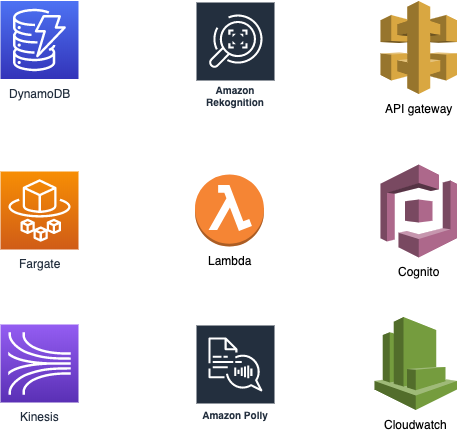 DynamoDB
Amazon
Rekognition
API gateway
Fargate
Lambda
Cognito
Kinesis
Amazon Polly
Cloudwatch